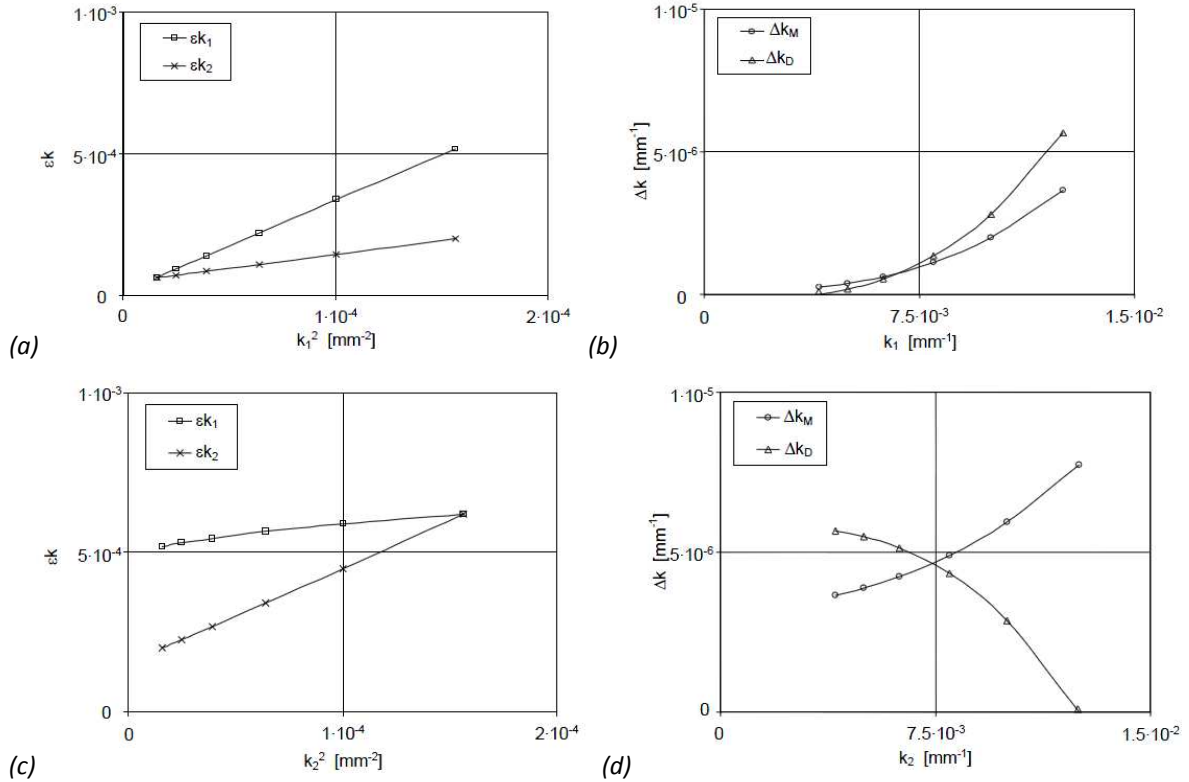 1·10⁻³
εk₁
εk₂
εk
5·10⁻⁴
0
0
1·10⁻⁴
2·10⁻⁴
k₁² [mm⁻²]
(a)
1·10⁻⁵
Δk_M
Δk_D
Δk [mm⁻¹]
5·10⁻⁶
0
0
7.5·10⁻³
1.5·10⁻²
k₁ [mm⁻¹]
(b)
1·10⁻³
εk₁
εk₂
εk
5·10⁻⁴
0
0
1·10⁻⁴
2·10⁻⁴
k₂² [mm⁻²]
(c)
1·10⁻⁵
Δk_M
Δk_D
Δk [mm⁻¹]
5·10⁻⁶
0
0
7.5·10⁻³
1.5·10⁻²
k₂ [mm⁻¹]
(d)